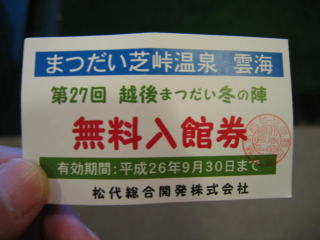 まつだい芝峠温泉 雲海
第27回 越後まつだい冬の陣
無料入館券
有効期間:平成26年9月30日まで
松代総合開発株式会社